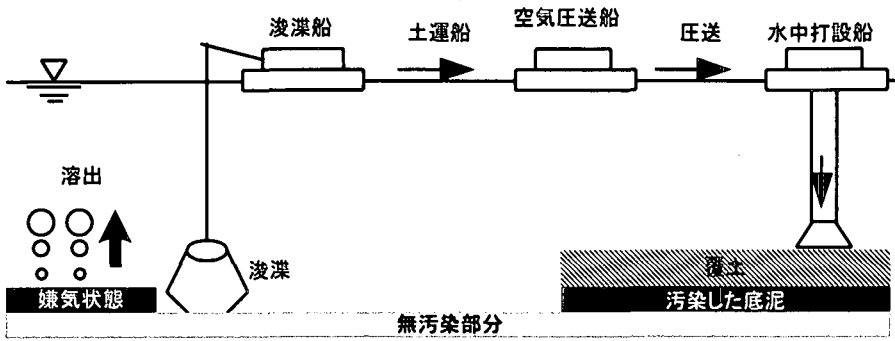 浚渫船
土運船
空気圧送船
圧送
水中打設船
溶出
浚渫
嫌気状態
覆土
汚染した底泥
無汚染部分